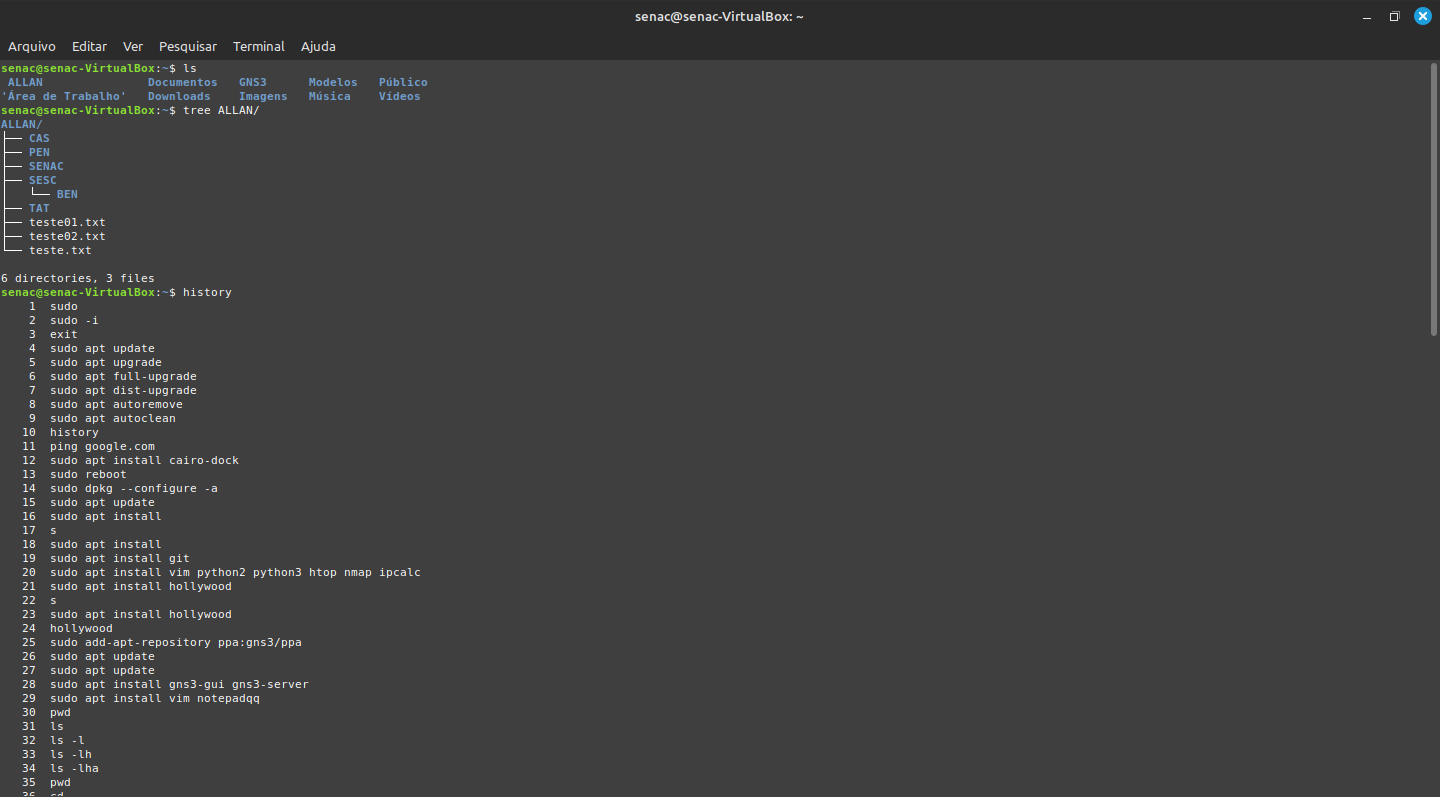 senac@senac-VirtualBox: ~
Arquivo Editar Ver Pesquisar Terminal Ajuda
senac@senac-VirtualBox:~$ ls
 ALLAN               Documentos   GNS3      Modelos   Público
'Área de Trabalho'   Downloads    Imagens   Música    Vídeos
senac@senac-VirtualBox:~$ tree ALLAN/
ALLAN/
├── CAS
├── PEN
├── SENAC
├── SESC
│   └── BEN
├── TAT
├── teste01.txt
├── teste02.txt
└── teste.txt
6 directories, 3 files
senac@senac-VirtualBox:~$ history
    1  sudo
    2  sudo -i
    3  exit
    4  sudo apt update
    5  sudo apt upgrade
    6  sudo apt full-upgrade
    7  sudo apt dist-upgrade
    8  sudo apt autoremove
    9  sudo apt autoclean
   10  history
   11  ping google.com
   12  sudo apt install cairo-dock
   13  sudo reboot
   14  sudo dpkg --configure -a
   15  sudo apt update
   16  sudo apt install
   17  s
   18  sudo apt install
   19  sudo apt install git
   20  sudo apt install vim python2 python3 htop nmap ipcalc
   21  sudo apt install hollywood
   22  s
   23  sudo apt install hollywood
   24  hollywood
   25  sudo add-apt-repository ppa:gns3/ppa
   26  sudo apt update
   27  sudo apt update
   28  sudo apt install gns3-gui gns3-server
   29  sudo apt install vim notepadqq
   30  pwd
   31  ls
   32  ls -l
   33  ls -lh
   34  ls -lha
   35  pwd
   36  cd